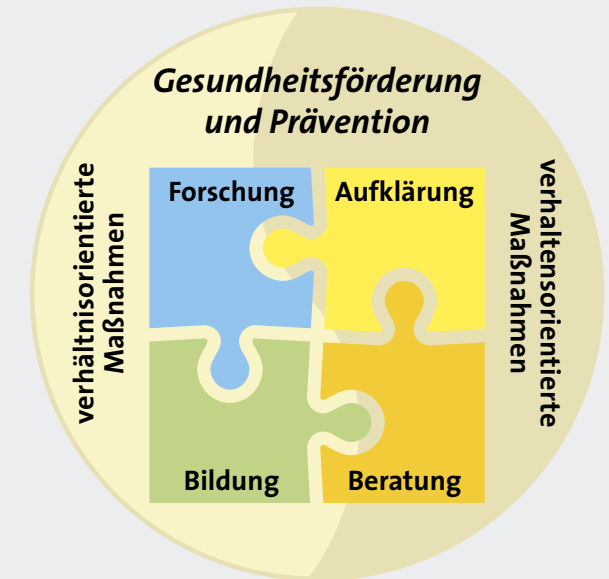 Gesundheitsförderung
und Prävention
verhältnisorientierte
Maßnahmen
Forschung
Aufklärung
verhaltensorientierte
Maßnahmen
Bildung
Beratung